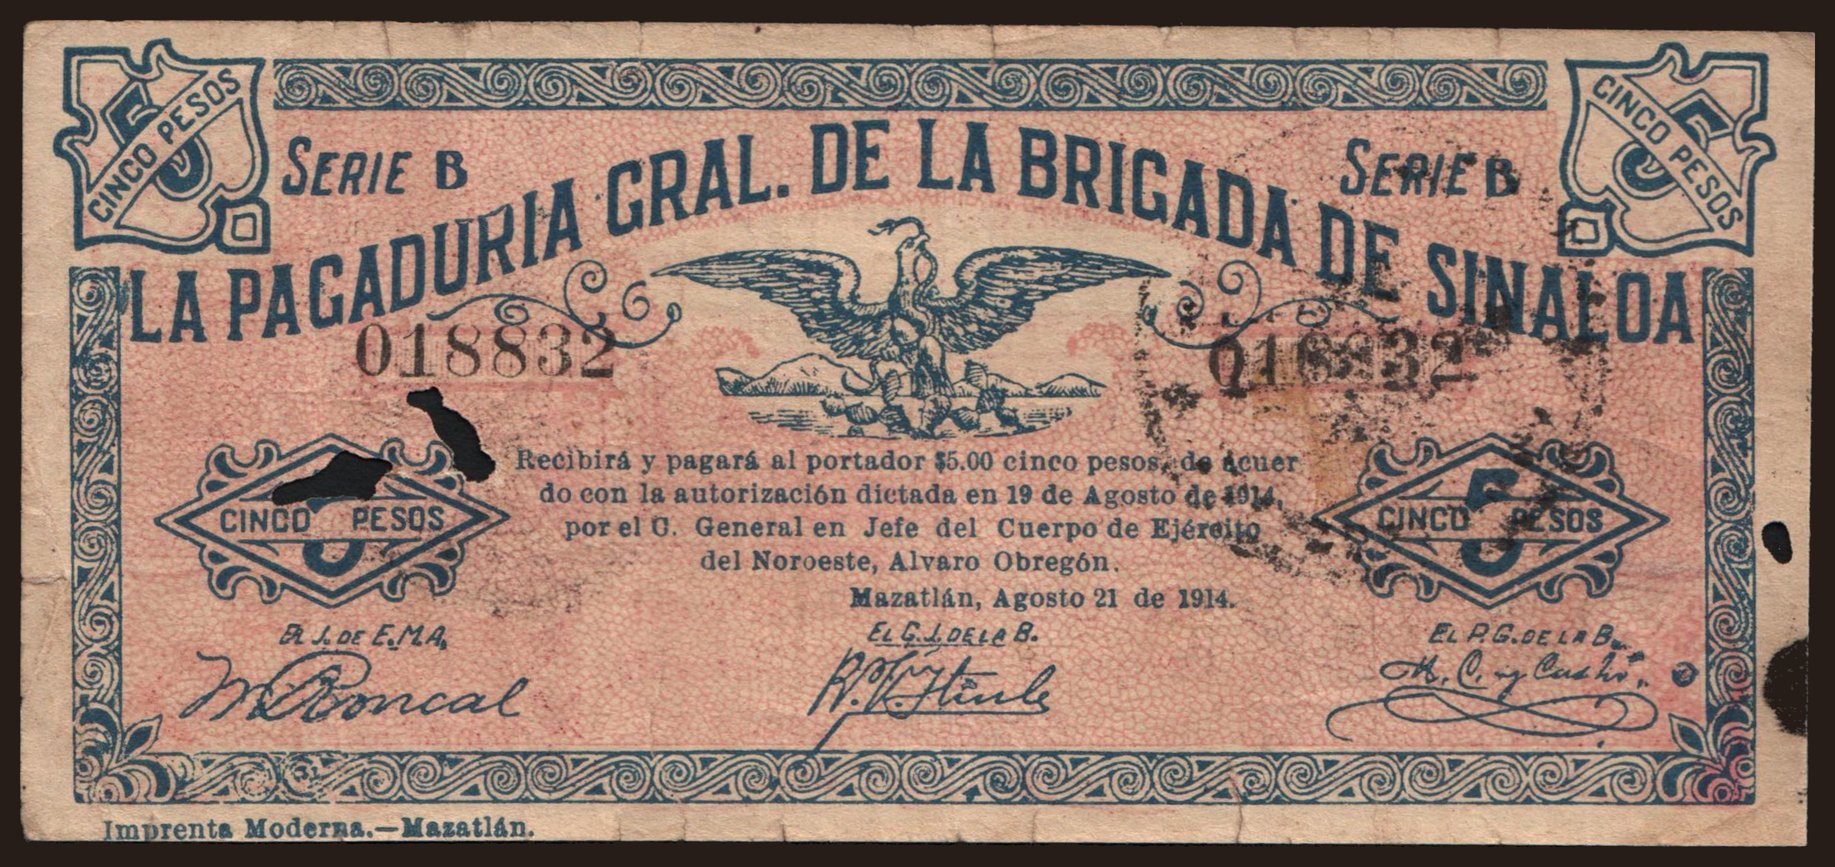 5 CINCO PESOS
5 CINCO PESOS
SERIE B
SERIE B
LA PAGADURIA GRAL. DE LA BRIGADA DE SINALOA
018832
018832
Recibirá y pagará al portador $5.00 cinco pesos, de acuer
do con la autorización dictada en 19 de Agosto de 1914,
por el C. General en Jefe del Cuerpo de Ejército
del Noroeste, Alvaro Obregón.
Mazatlán, Agosto 21 de 1914.
CINCO 5 PESOS
CINCO 5 PESOS
EL J. DE E.M.A.
EL G. J. DE LA B.
EL P. G. DE LA B.
Imprenta Moderna.—Mazatlán.